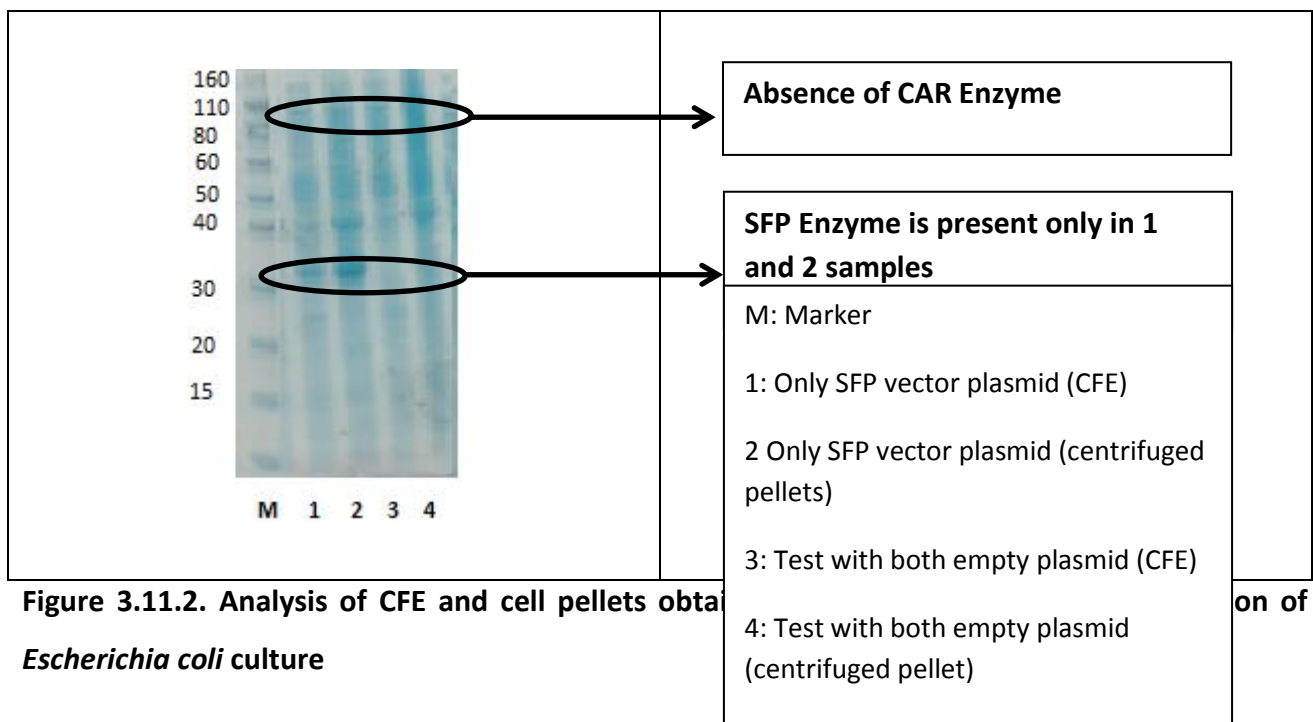 160
110
80
60
50
40
30
20
15
M 1 2 3 4
Absence of CAR Enzyme
SFP Enzyme is present only in 1
and 2 samples
M: Marker
1: Only SFP vector plasmid (CFE)
2 Only SFP vector plasmid (centrifuged
pellets)
3: Test with both empty plasmid (CFE)
4: Test with both empty plasmid
(centrifuged pellet)
Figure 3.11.2. Analysis of CFE and cell pellets obtai on of
Escherichia coli culture